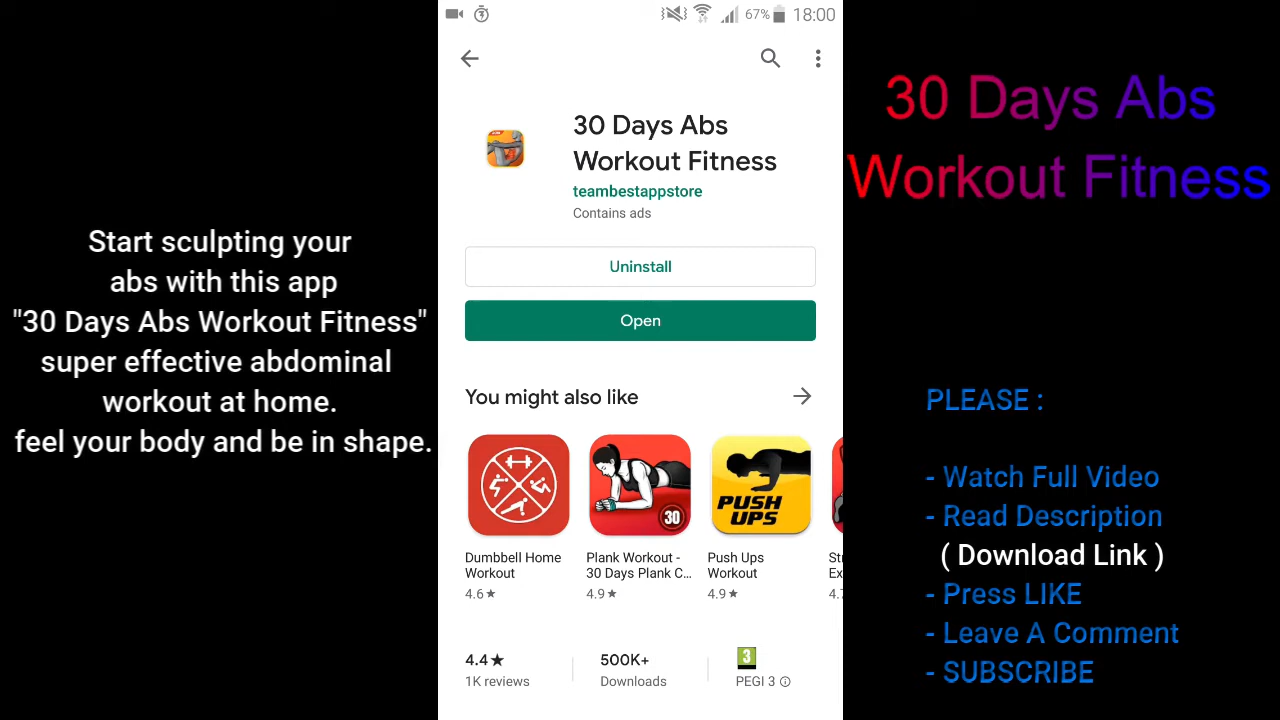 Start sculpting your
abs with this app
"30 Days Abs Workout Fitness"
super effective abdominal
workout at home.
feel your body and be in shape.
67% 18:00
30 Days Abs
Workout Fitness
teambestappstore
Contains ads
Uninstall
Open
You might also like
30
PUSH
UPS
Dumbbell Home
Workout
4.6★
Plank Workout -
30 Days Plank C...
4.9★
Push Ups
Workout
4.9★
4.4★
1K reviews
500K+
Downloads
3
PEGI 3
30 Days Abs
Workout Fitness
PLEASE :
- Watch Full Video
- Read Description
( Download Link )
- Press LIKE
- Leave A Comment
- SUBSCRIBE